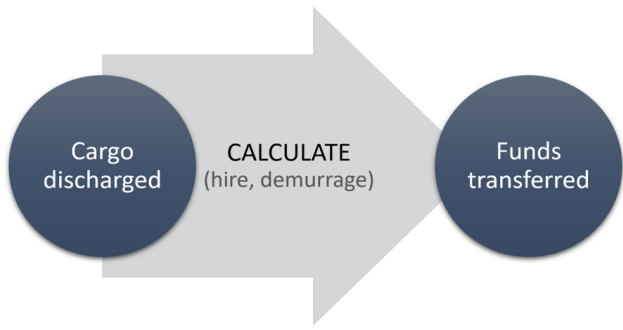 Cargo
discharged
CALCULATE
(hire, demurrage)
Funds
transferred